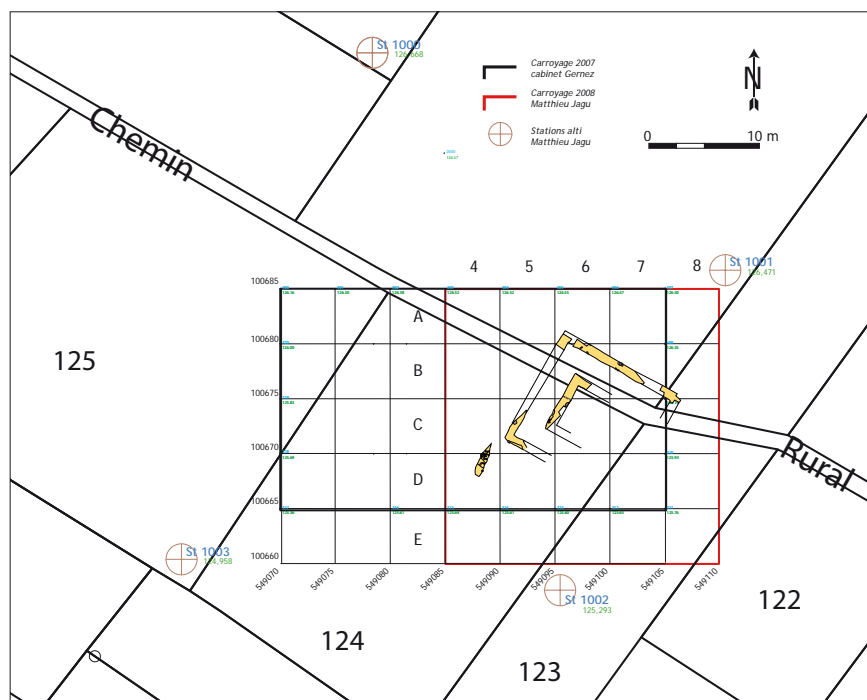 St 1000
126,668
Carroyage 2007
cabinet Gernez
Carroyage 2008
Matthieu Jagu
Stations alti
Matthieu Jagu
N
0 10 m
Chemin
St 1001
126,471
4 5 6 7 8
100685
A
100680
B
125
100675
C
100670
Rural
D
100665
E
100660
St 1003
124,958
549070 549075 549080 549085 549090 549095 549100 549105 549110
St 1002
125,293
122
124
123